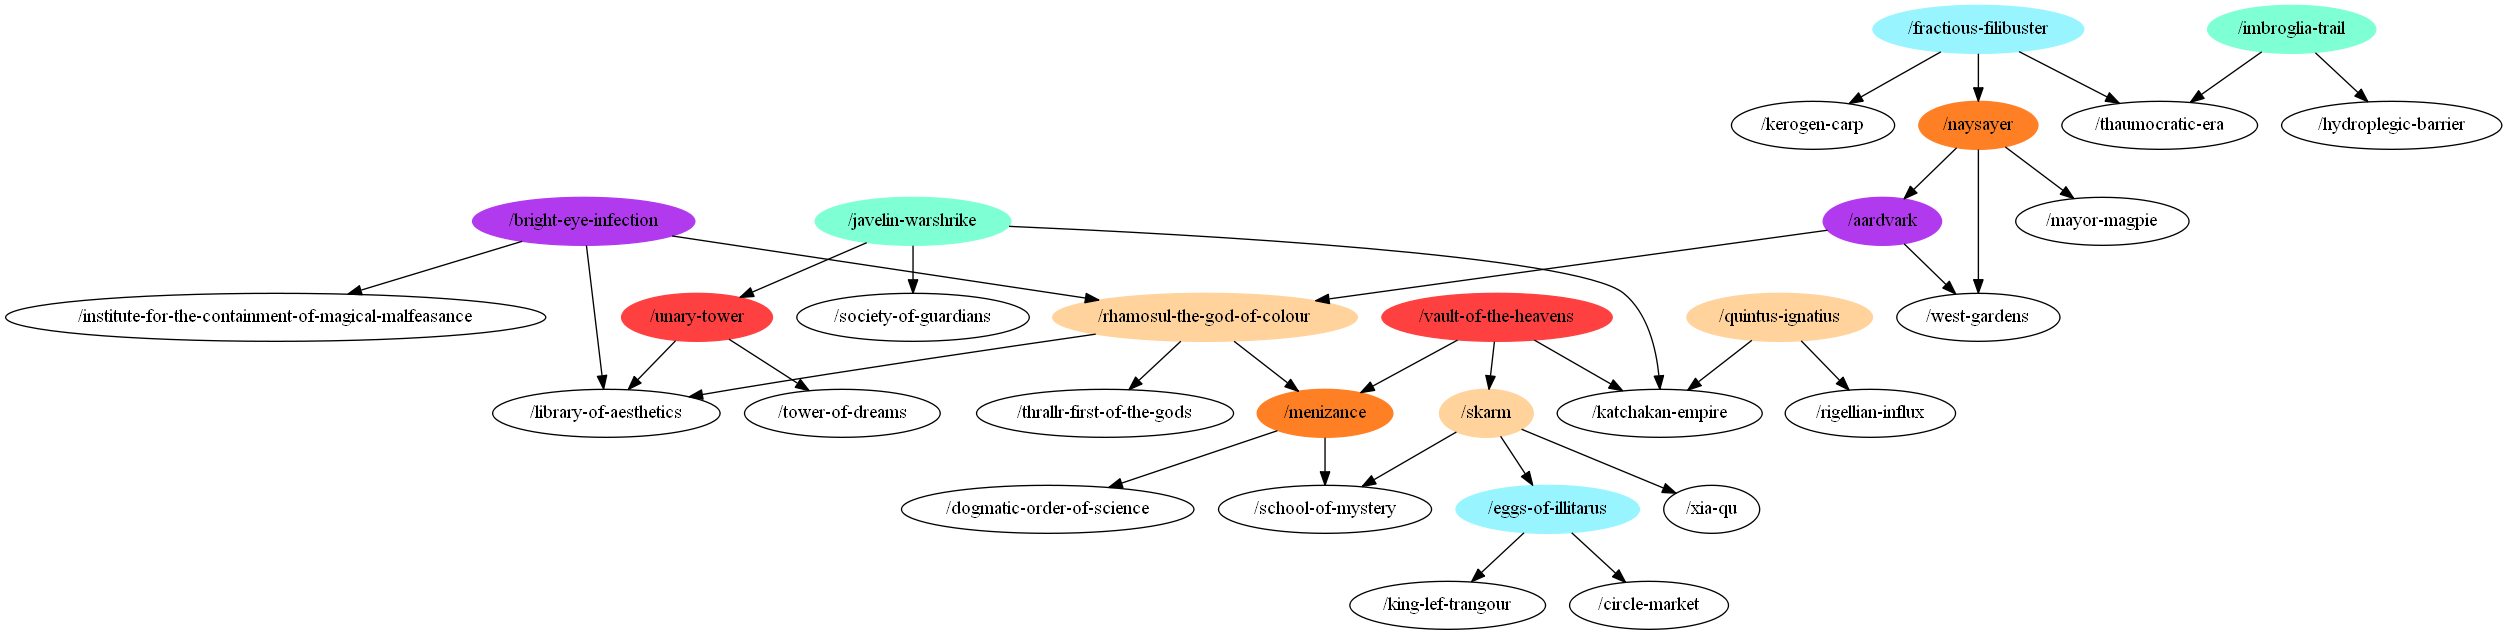 /fractious-filibuster
/imbroglia-trail
/kerogen-carp
/naysayer
/thaumocratic-era
/hydroplegic-barrier
/bright-eye-infection
/javelin-warshrike
/aardvark
/mayor-magpie
/institute-for-the-containment-of-magical-malfeasance
/unary-tower
/society-of-guardians
/rhamosul-the-god-of-colour
/vault-of-the-heavens
/quintus-ignatius
/west-gardens
/library-of-aesthetics
/tower-of-dreams
/thrallr-first-of-the-gods
/menizance
/skarm
/katchakan-empire
/rigellian-influx
/dogmatic-order-of-science
/school-of-mystery
/eggs-of-illitarus
/xia-qu
/king-lef-trangour
/circle-market